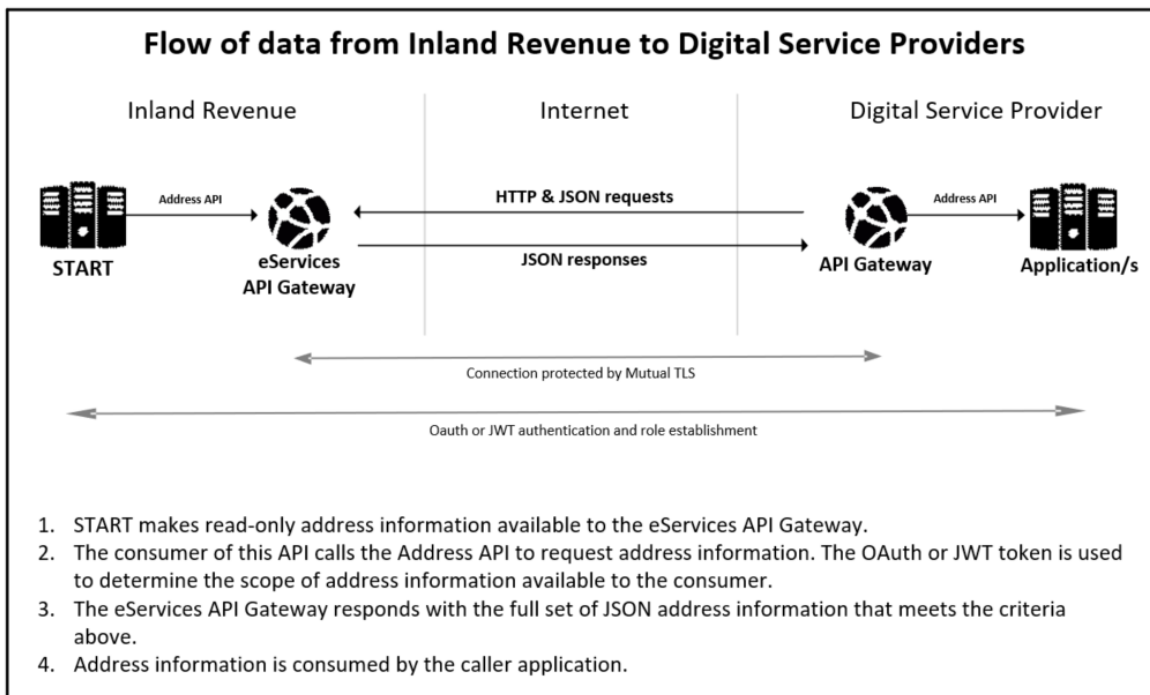 Flow of data from Inland Revenue to Digital Service Providers
Inland Revenue
Internet
Digital Service Provider
Address API
HTTP & JSON requests
Address API
JSON responses
START
eServices
API Gateway
API Gateway
Application/s
Connection protected by Mutual TLS
Oauth or JWT authentication and role establishment
1. START makes read-only address information available to the eServices API Gateway.
2. The consumer of this API calls the Address API to request address information. The OAuth or JWT token is used
to determine the scope of address information available to the consumer.
3. The eServices API Gateway responds with the full set of JSON address information that meets the criteria
above.
4. Address information is consumed by the caller application.